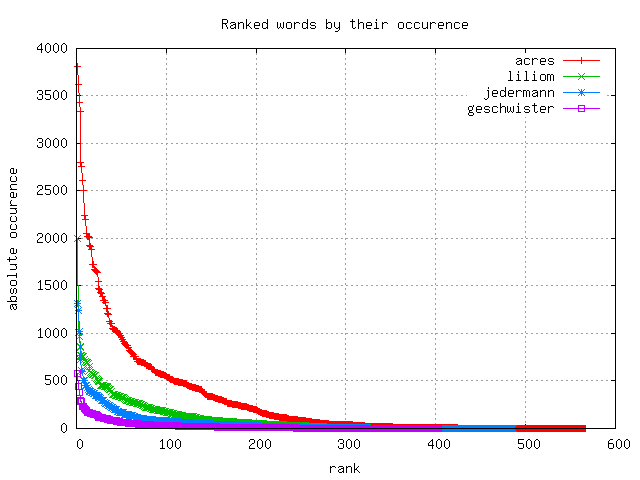 Ranked words by their occurence
acres
liliom
jedermann
geschwister
absolute occurence
4000
3500
3000
2500
2000
1500
1000
500
0
0 100 200 300 400 500 600
rank